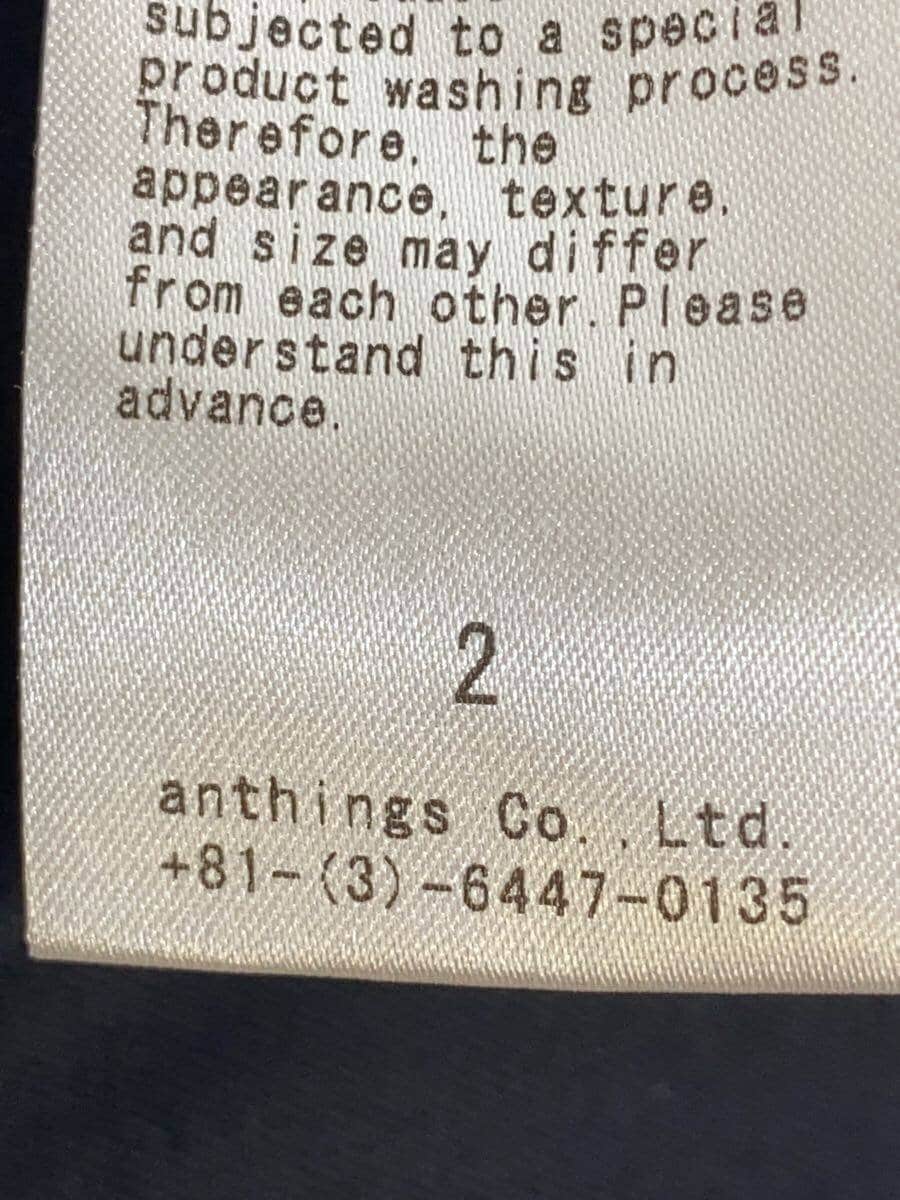 subjected to a special
product washing process.
Therefore, the
appearance, texture,
and size may differ
from each other. Please
understand this in
advance.
2
anthings Co., Ltd.
+81-(3)-6447-0135